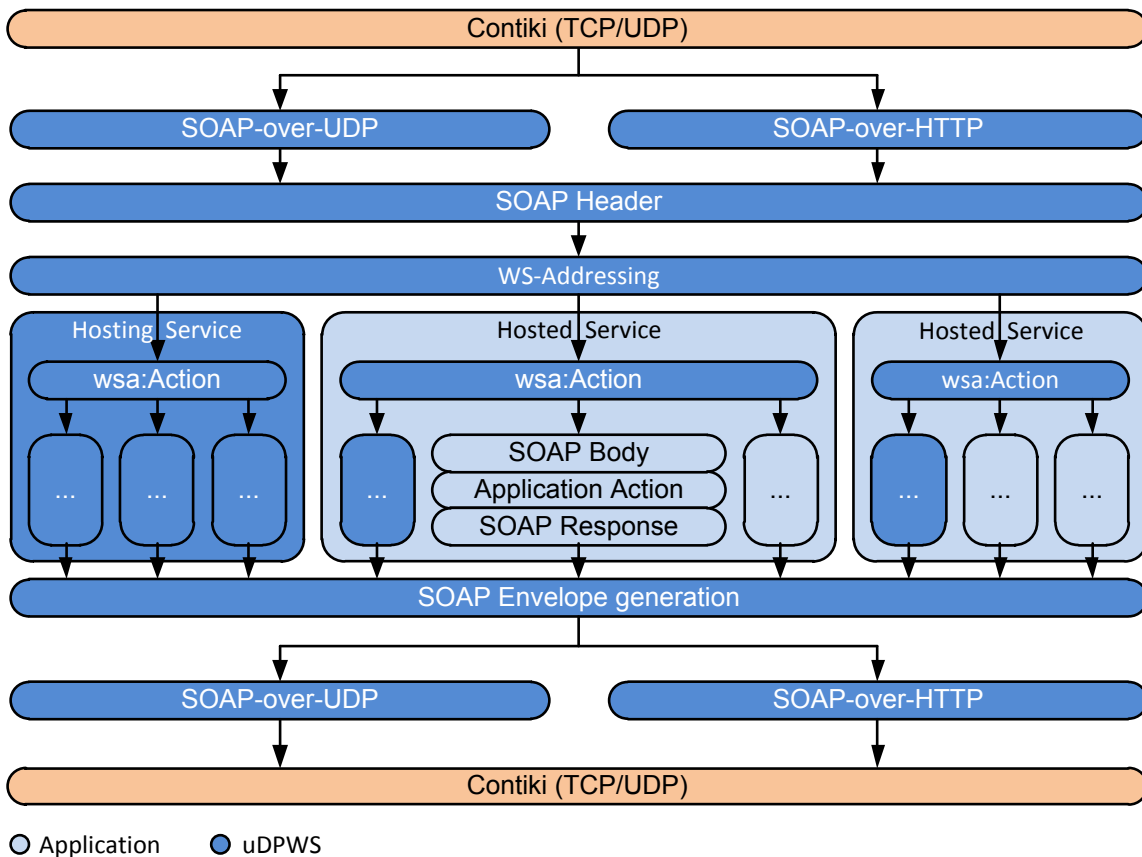 Contiki (TCP/UDP)
SOAP-over-UDP SOAP-over-HTTP
SOAP Header
WS-Addressing
Hosting Service Hosted Service Hosted Service
wsa:Action wsa:Action wsa:Action
SOAP Body
... ... ... ... Application Action ... ... ... ...
SOAP Response
SOAP Envelope generation
SOAP-over-UDP SOAP-over-HTTP
Contiki (TCP/UDP)
Application uDPWS